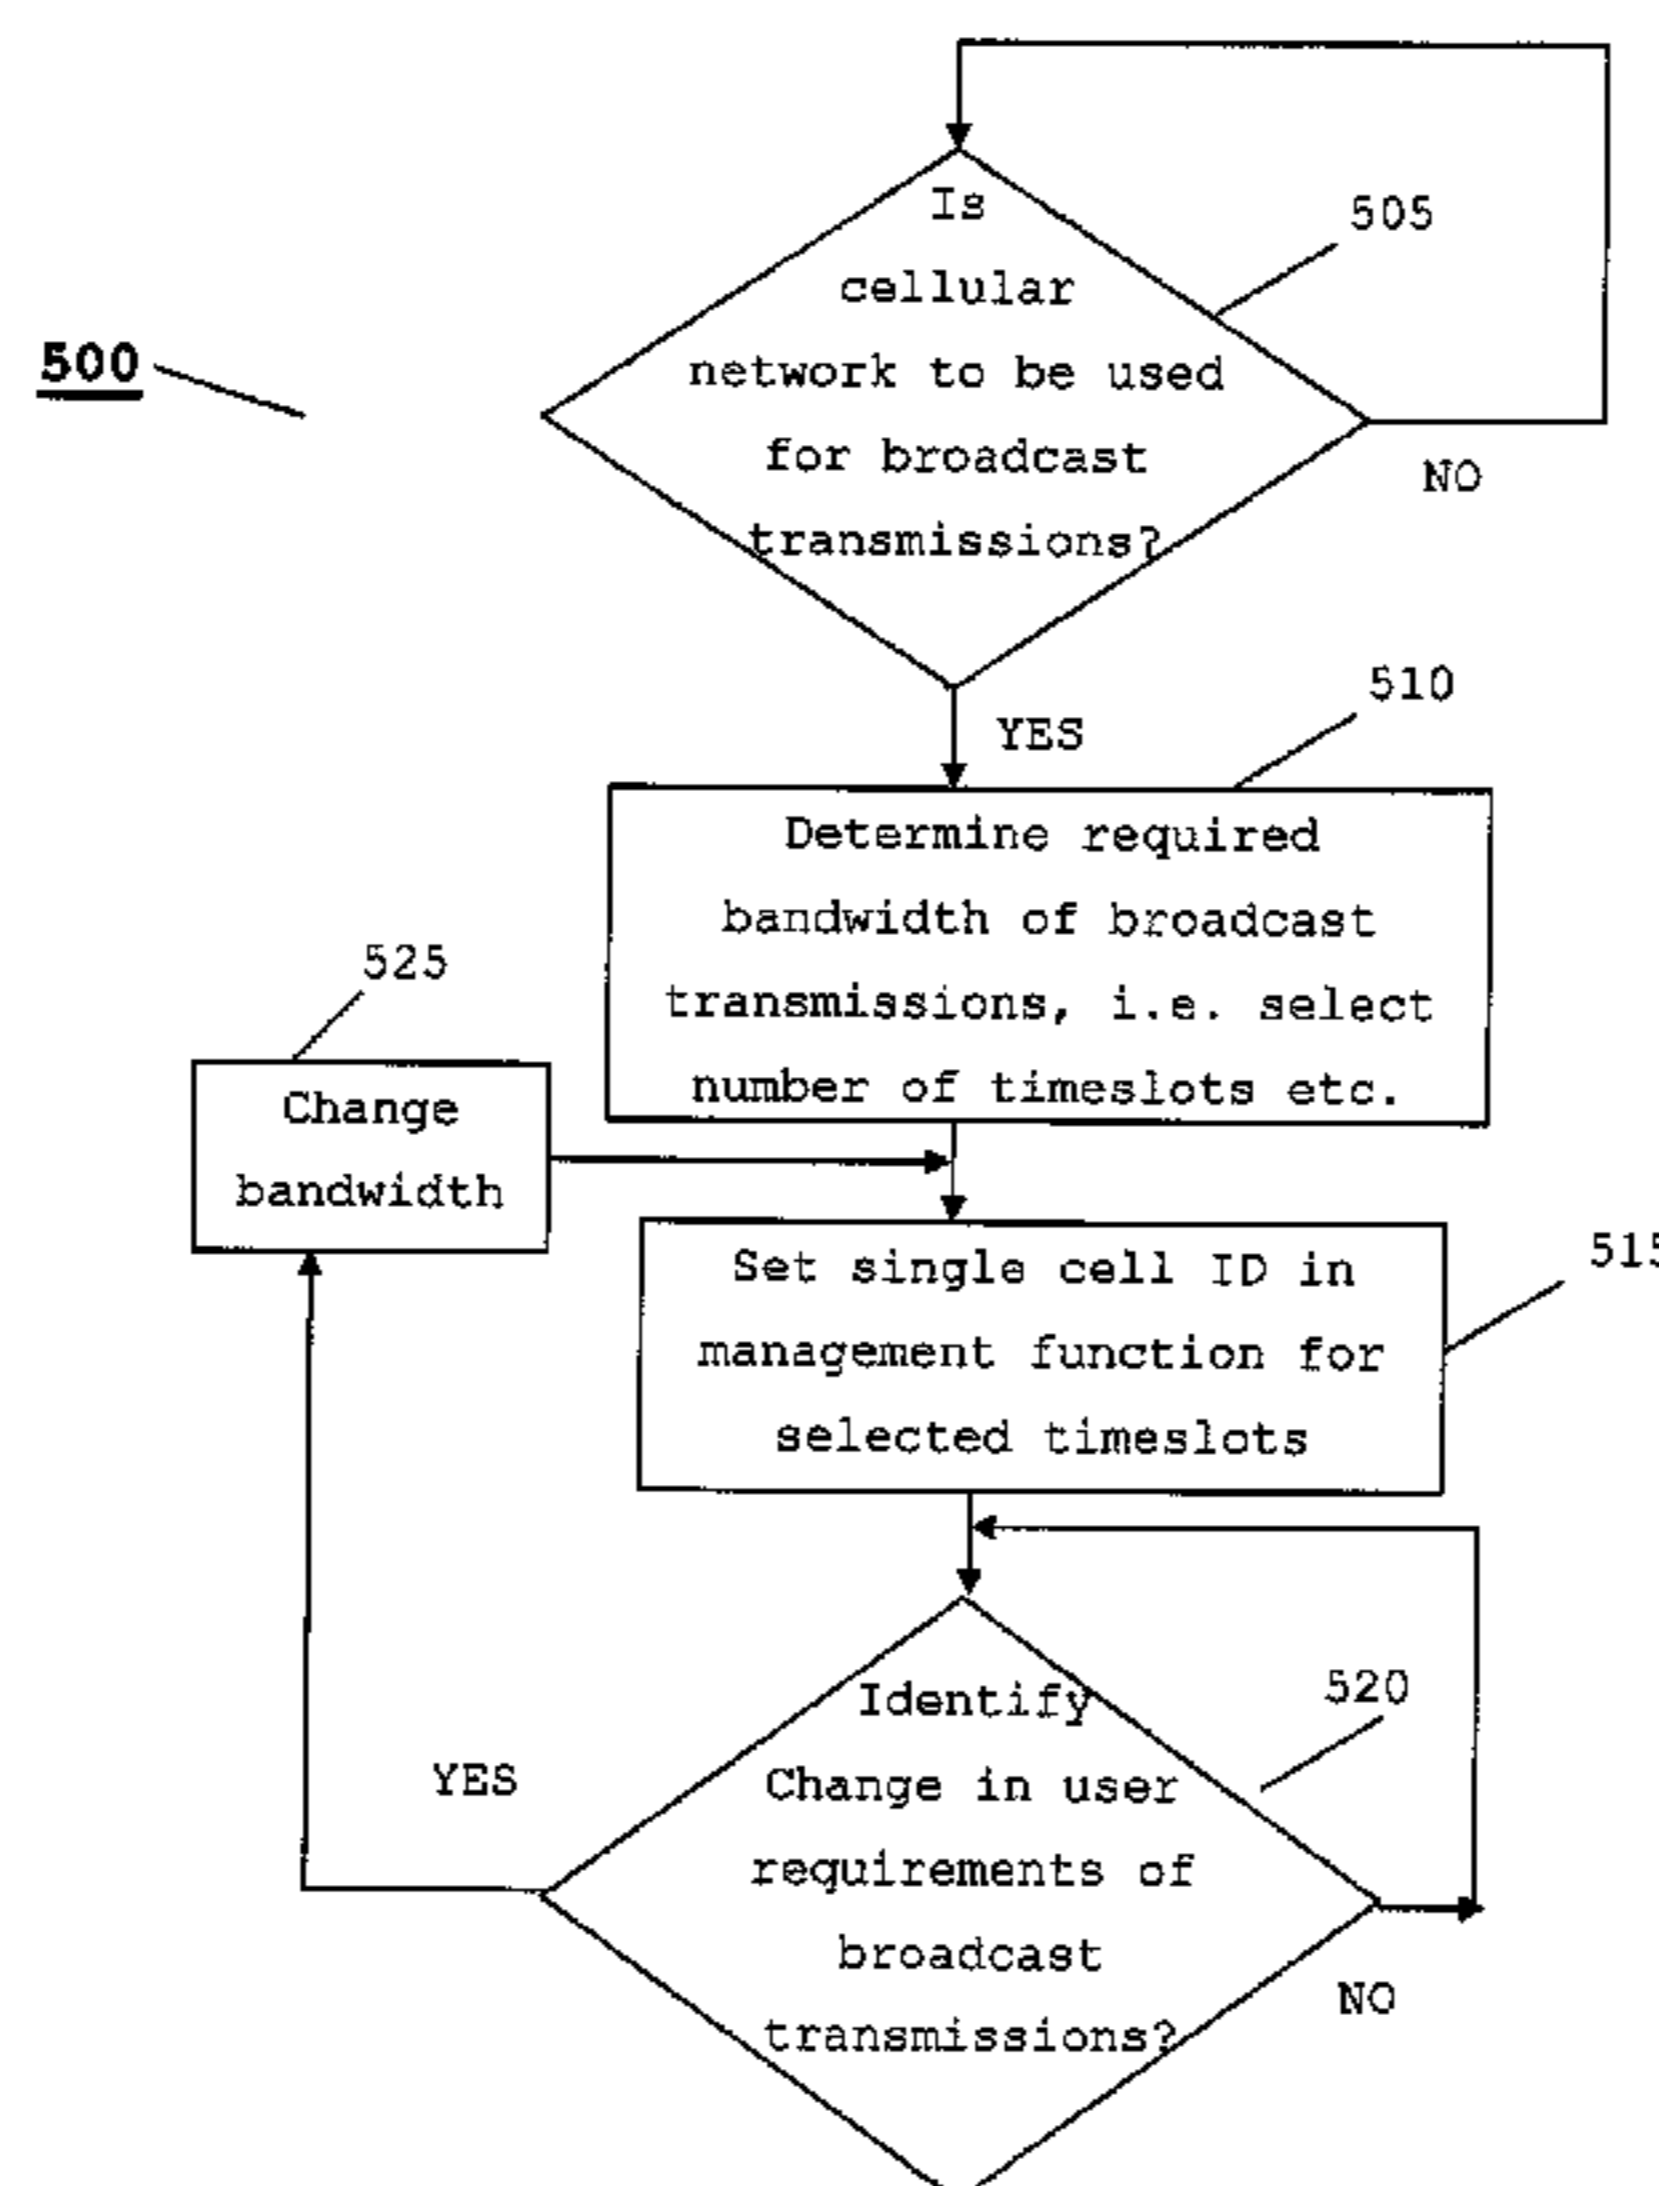 Is
cellular
network to be used
for broadcast
transmissions?
505
500
NO
YES
510
Determine required
bandwidth of broadcast
transmissions, i.e. select
number of timeslots etc.
525
Change
bandwidth
Set single cell ID in
management function for
selected timeslots
515
Identify
Change in user
requirements of
broadcast
transmissions?
520
YES
NO